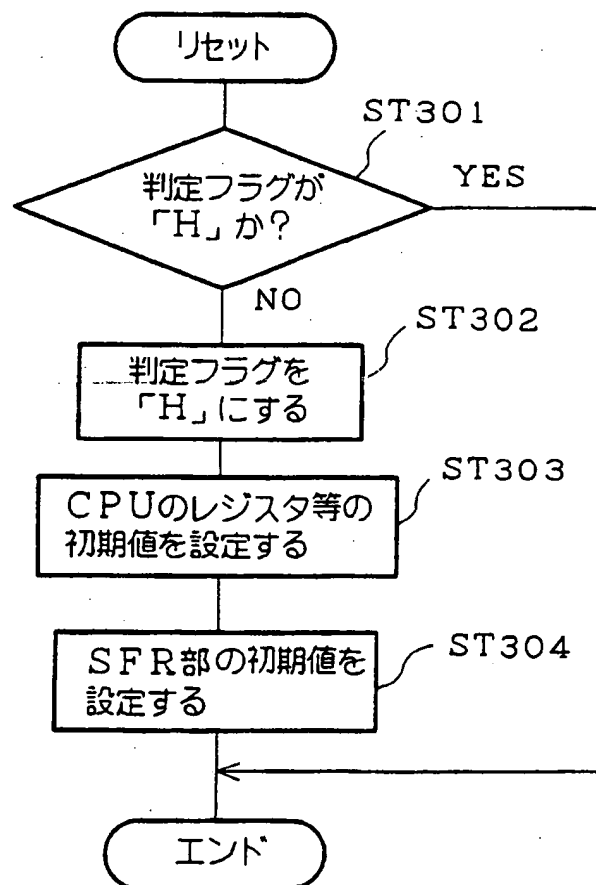 リセット
ST301
判定フラグが
「H」か?
YES
NO
ST302
判定フラグを
「H」にする
ST303
CPUのレジスタ等の
初期値を設定する
ST304
SFR部の初期値を
設定する
エンド